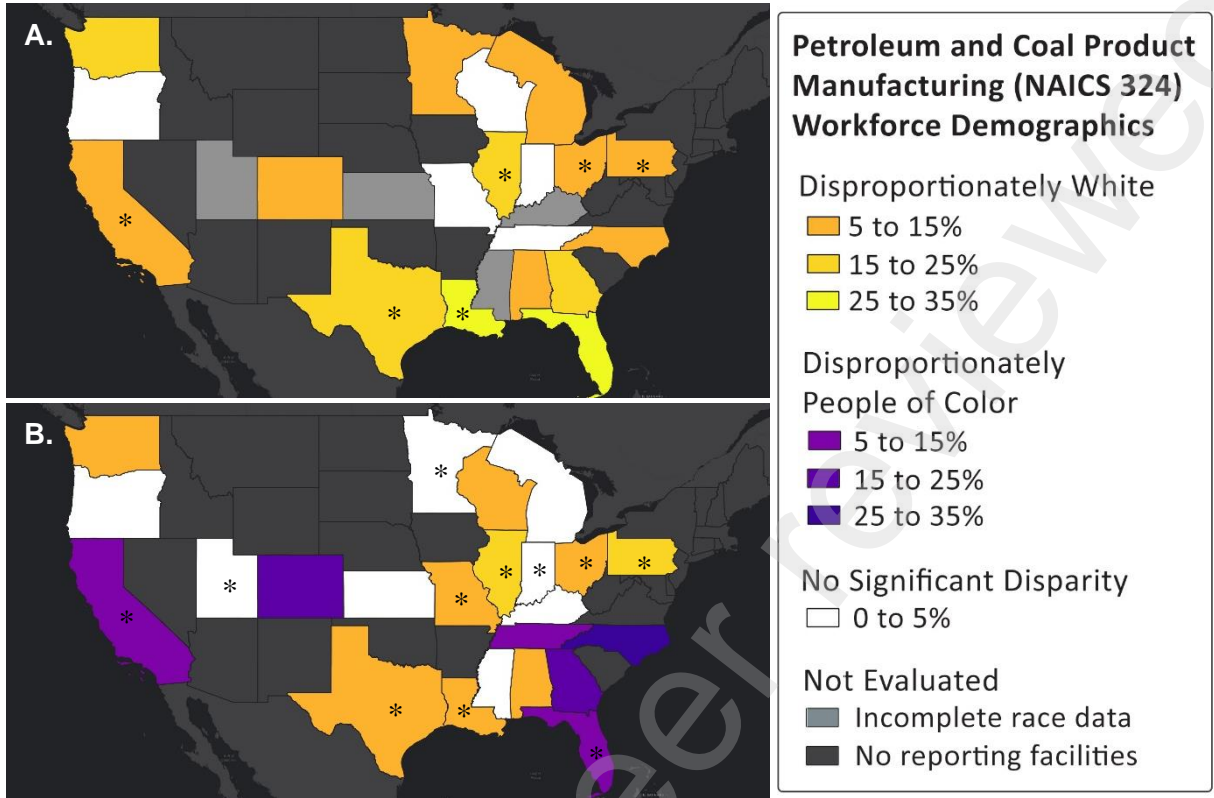 A.
*
*
*
*
*
*
B.
*
*
*
*
*
*
*
*
*
*
Petroleum and Coal Product
Manufacturing (NAICS 324)
Workforce Demographics
Disproportionately White
5 to 15%
15 to 25%
25 to 35%
Disproportionately
People of Color
5 to 15%
15 to 25%
25 to 35%
No Significant Disparity
0 to 5%
Not Evaluated
Incomplete race data
No reporting facilities
eer reviewed